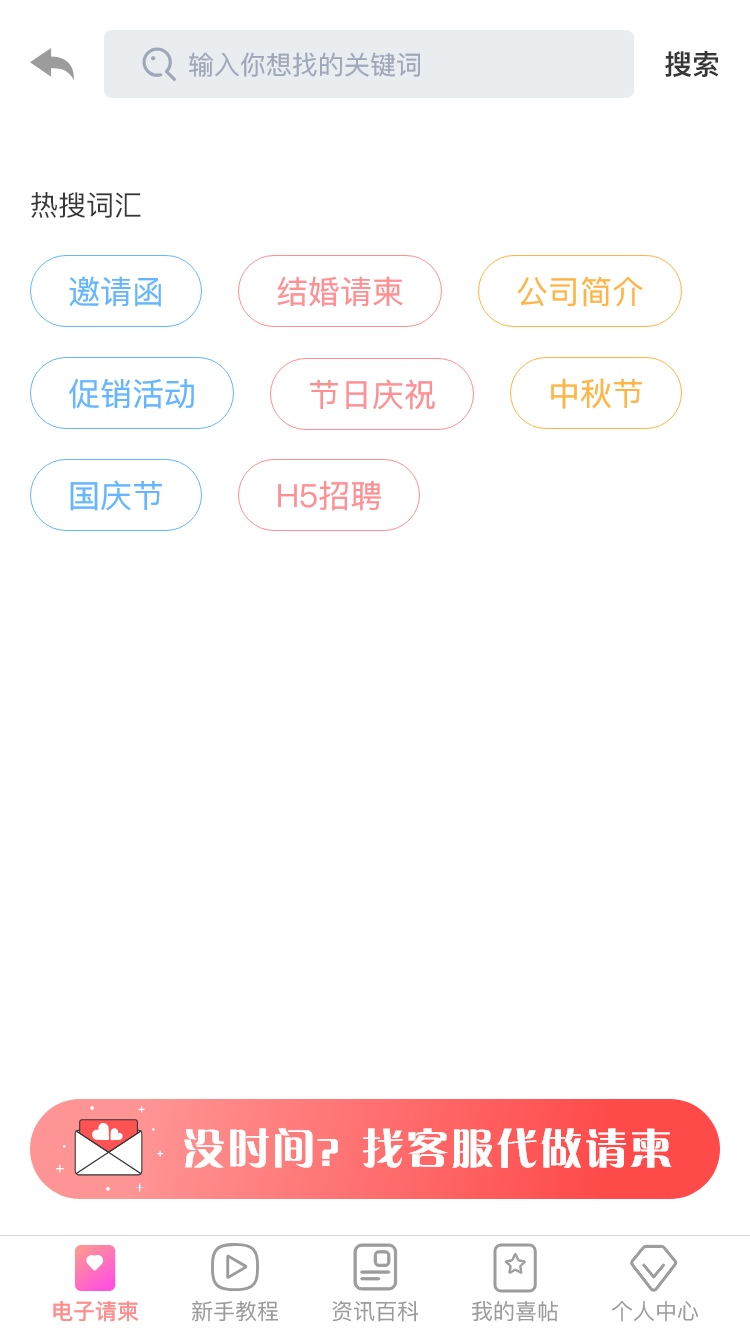 输入你想找的关键词 搜索
热搜词汇
邀请函 结婚请柬 公司简介
促销活动 节日庆祝 中秋节
国庆节 H5招聘
没时间? 找客服代做请柬
电子请柬 新手教程 资讯百科 我的喜帖 个人中心